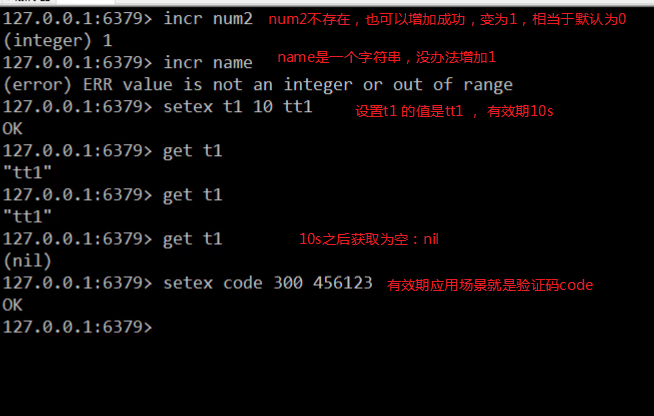 127.0.0.1:6379> incr num2 num2不存在，也可以增加成功，变为1，相当于默认为0
(integer) 1
127.0.0.1:6379> incr name name是一个字符串，没办法增加1
(error) ERR value is not an integer or out of range
127.0.0.1:6379> setex t1 10 tt1 设置t1 的值是tt1 ， 有效期10s
OK
127.0.0.1:6379> get t1
"tt1"
127.0.0.1:6379> get t1
"tt1"
127.0.0.1:6379> get t1 10s之后获取为空：nil
(nil)
127.0.0.1:6379> setex code 300 456123 有效期应用场景就是验证码code
OK
127.0.0.1:6379>